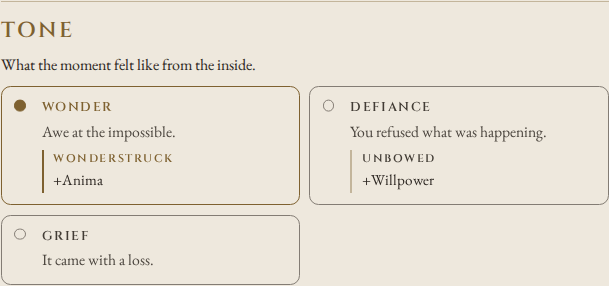 TONE
What the moment felt like from the inside.
WONDER
Awe at the impossible.
WONDERSTRUCK
+Anima
DEFIANCE
You refused what was happening.
UNBOWED
+Willpower
GRIEF
It came with a loss.